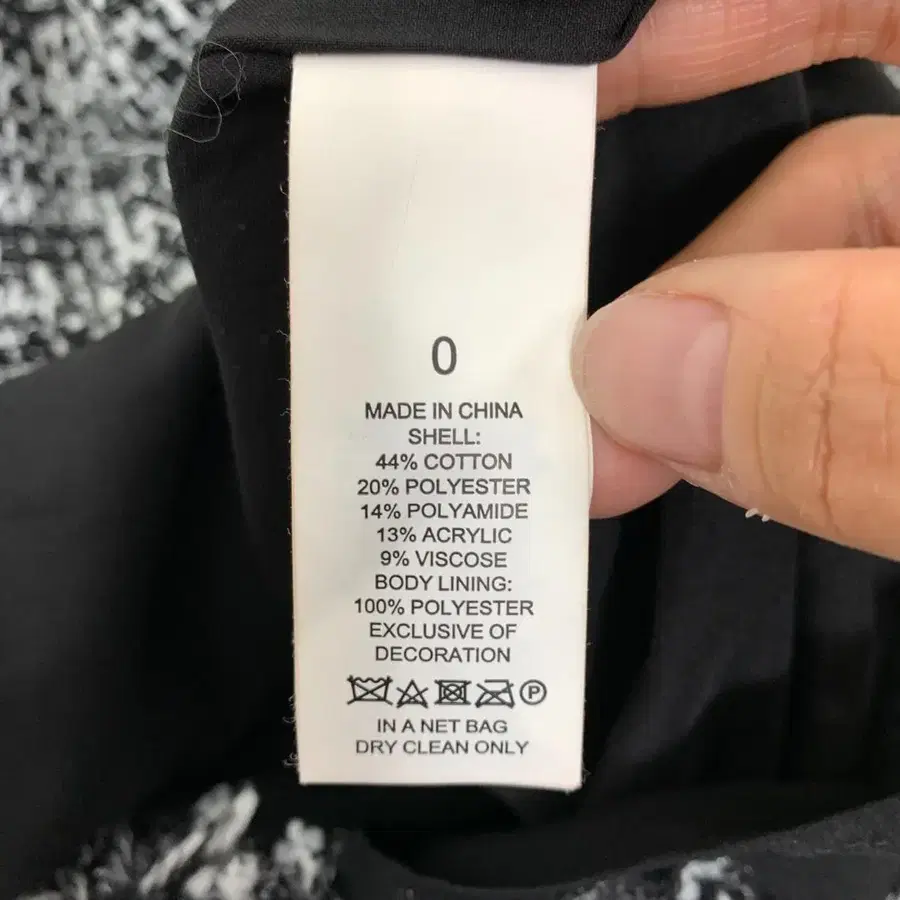 0
MADE IN CHINA
SHELL:
44% COTTON
20% POLYESTER
14% POLYAMIDE
13% ACRYLIC
9% VISCOSE
BODY LINING:
100% POLYESTER
EXCLUSIVE OF
DECORATION
P
IN A NET BAG
DRY CLEAN ONLY